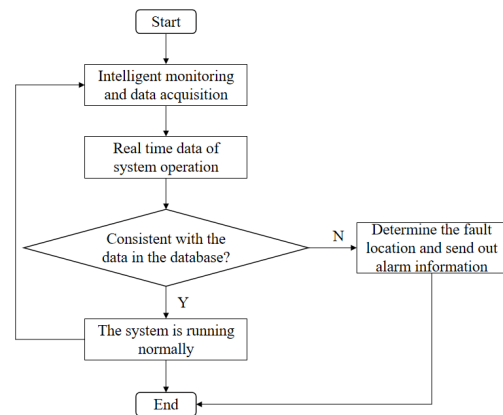 Start
Intelligent monitoring
and data acquisition
Real time data of
system operation
Consistent with the
data in the database?
N
Determine the fault
location and send out
alarm information
Y
The system is running
normally
End